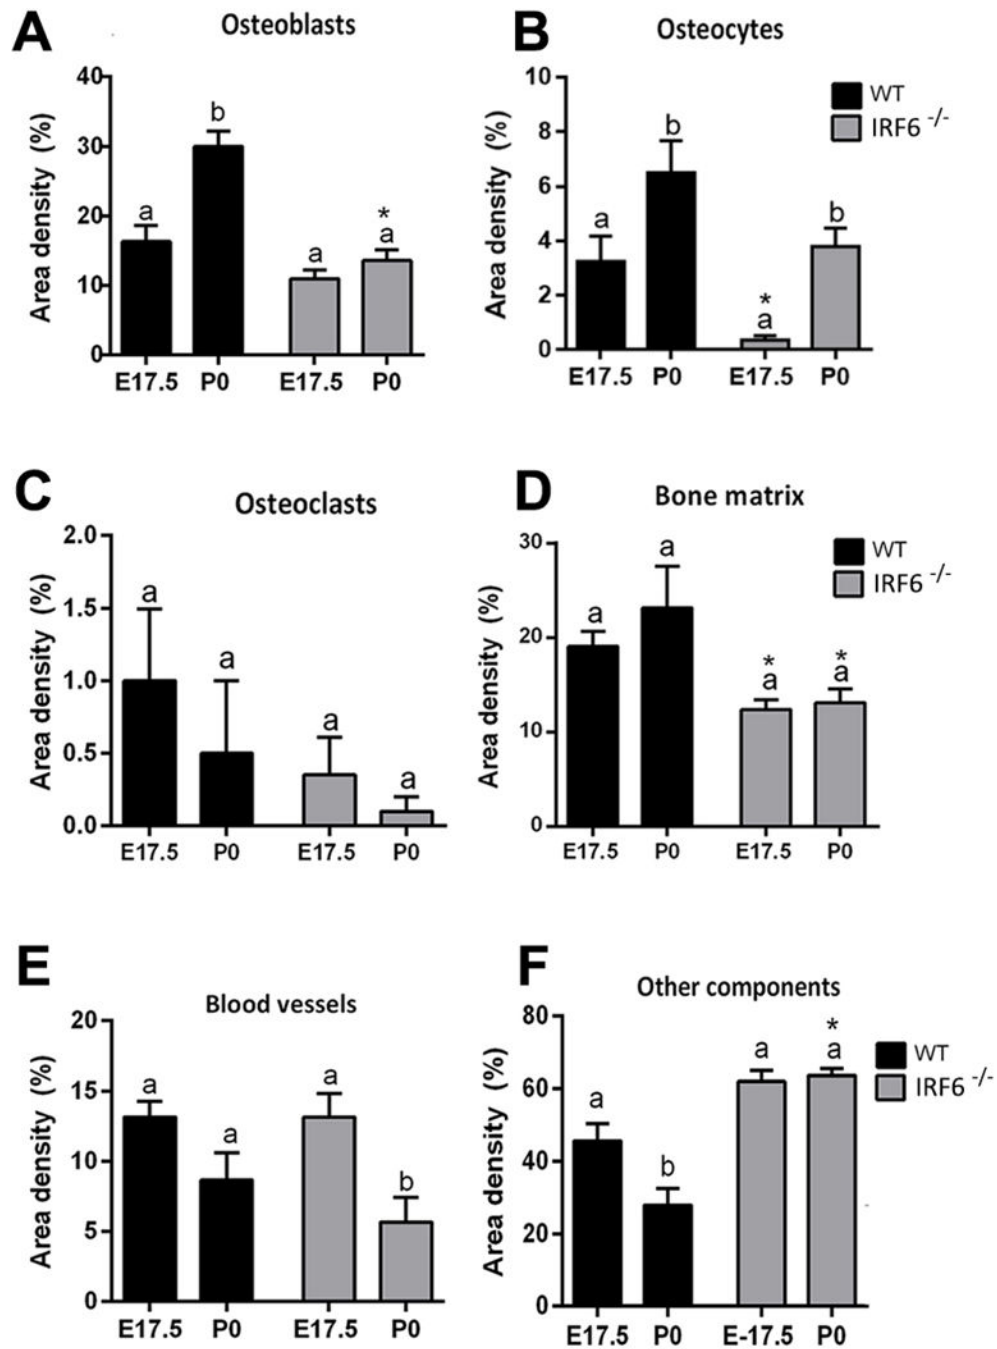 A
Osteoblasts
Area density (%)
40
30
20
10
0
a
b
a
*
a
E17.5 P0 E17.5 P0
B
Osteocytes
Area density (%)
10
8
6
4
2
0
a
b
*
a
b
E17.5 P0 E17.5 P0
WT
IRF6 -/-
C
Osteoclasts
Area density (%)
2.0
1.5
1.0
0.5
0.0
a
a
a
a
E17.5 P0 E17.5 P0
D
Bone matrix
Area density (%)
30
20
10
0
a
a
*
a
*
a
E17.5 P0 E17.5 P0
WT
IRF6 -/-
E
Blood vessels
Area density (%)
20
15
10
5
0
a
a
a
b
E17.5 P0 E17.5 P0
F
Other components
Area density (%)
80
60
40
20
0
a
b
a
*
a
E17.5 P0 E-17.5 P0
WT
IRF6 -/-